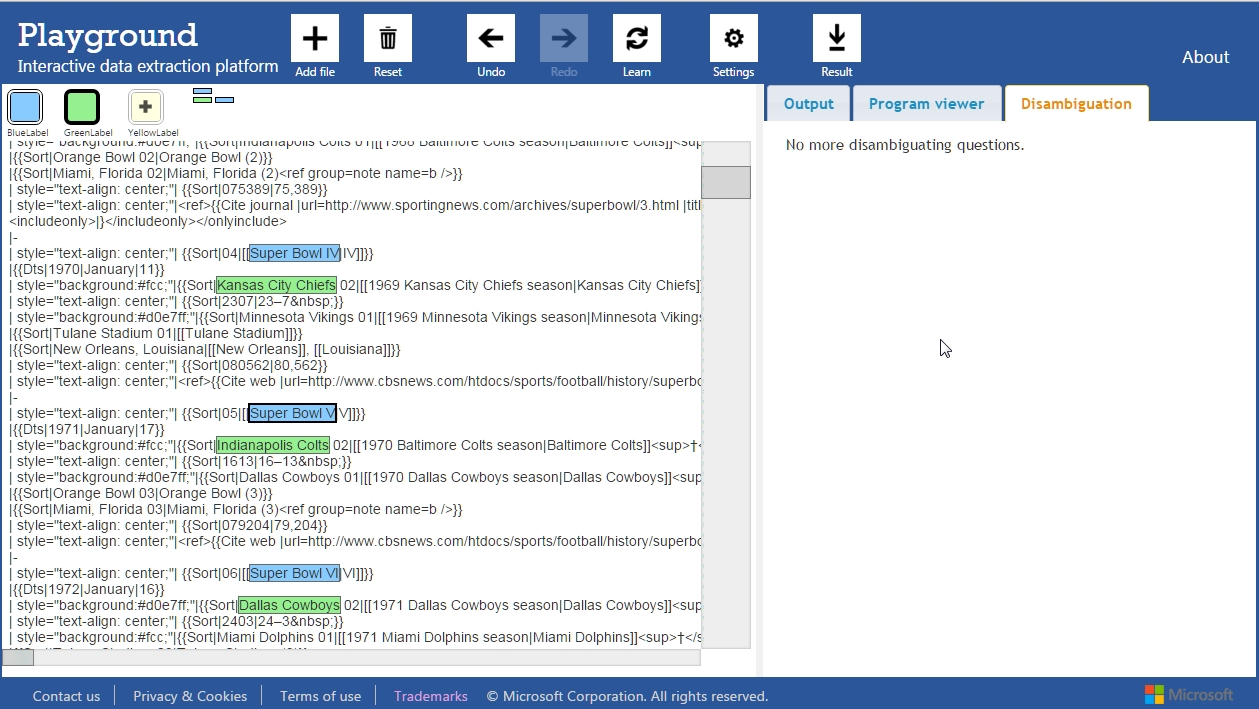 Playground
Interactive data extraction platform
Add file
Reset
Undo
Redo
Learn
Settings
Result
About
BlueLabel
GreenLabel
YellowLabel
Output
Program viewer
Disambiguation
No more disambiguating questions.
| style="text-align: center;"| {{Sort|Indianapolis Colts 01|[[1968 Baltimore Colts season|Baltimore Colts]]<sup
|{{Sort|Orange Bowl 02|Orange Bowl (2)}}
|{{Sort|Miami, Florida 02|Miami, Florida (2)<ref group=note name=b />}}
| style="text-align: center;"| {{Sort|075389|75,389}}
| style="text-align: center;"|<ref>{{Cite journal |url=http://www.sportingnews.com/archives/superbowl/3.html |titl
<includeonly>|}</includeonly></onlyinclude>
|-
| style="text-align: center;"| {{Sort|04|[[Super Bowl IV|IV]]}}
|{{Dts|1970|January|11}}
| style="background:#fcc;"|{{Sort|Kansas City Chiefs 02|[[1969 Kansas City Chiefs season|Kansas City Chiefs]]
| style="text-align: center;"| {{Sort|2307|23–7&nbsp;}}
| style="background:#d0e7ff;"|{{Sort|Minnesota Vikings 01|[[1969 Minnesota Vikings season|Minnesota Vikings
|{{Sort|Tulane Stadium 01|[[Tulane Stadium]]}}
|{{Sort|New Orleans, Louisiana|[[New Orleans]], [[Louisiana]]}}
| style="text-align: center;"| {{Sort|080562|80,562}}
| style="text-align: center;"|<ref>{{Cite web |url=http://www.cbsnews.com/htdocs/sports/football/history/superbo
|-
| style="text-align: center;"| {{Sort|05|[[Super Bowl V|V]]}}
|{{Dts|1971|January|17}}
| style="background:#fcc;"|{{Sort|Indianapolis Colts 02|[[1970 Baltimore Colts season|Baltimore Colts]]<sup>†<
| style="text-align: center;"| {{Sort|1613|16–13&nbsp;}}
| style="background:#d0e7ff;"|{{Sort|Dallas Cowboys 01|[[1970 Dallas Cowboys season|Dallas Cowboys]]<sup
|{{Sort|Orange Bowl 03|Orange Bowl (3)}}
|{{Sort|Miami, Florida 03|Miami, Florida (3)<ref group=note name=b />}}
| style="text-align: center;"| {{Sort|079204|79,204}}
| style="text-align: center;"|<ref>{{Cite web |url=http://www.cbsnews.com/htdocs/sports/football/history/superbo
|-
| style="text-align: center;"| {{Sort|06|[[Super Bowl VI|VI]]}}
|{{Dts|1972|January|16}}
| style="background:#d0e7ff;"|{{Sort|Dallas Cowboys 02|[[1971 Dallas Cowboys season|Dallas Cowboys]]<sup
| style="text-align: center;"| {{Sort|2403|24–3&nbsp;}}
| style="background:#fcc;"|{{Sort|Miami Dolphins 01|[[1971 Miami Dolphins season|Miami Dolphins]]<sup>†</s
Contact us
Privacy & Cookies
Terms of use
Trademarks
© Microsoft Corporation. All rights reserved.
Microsoft